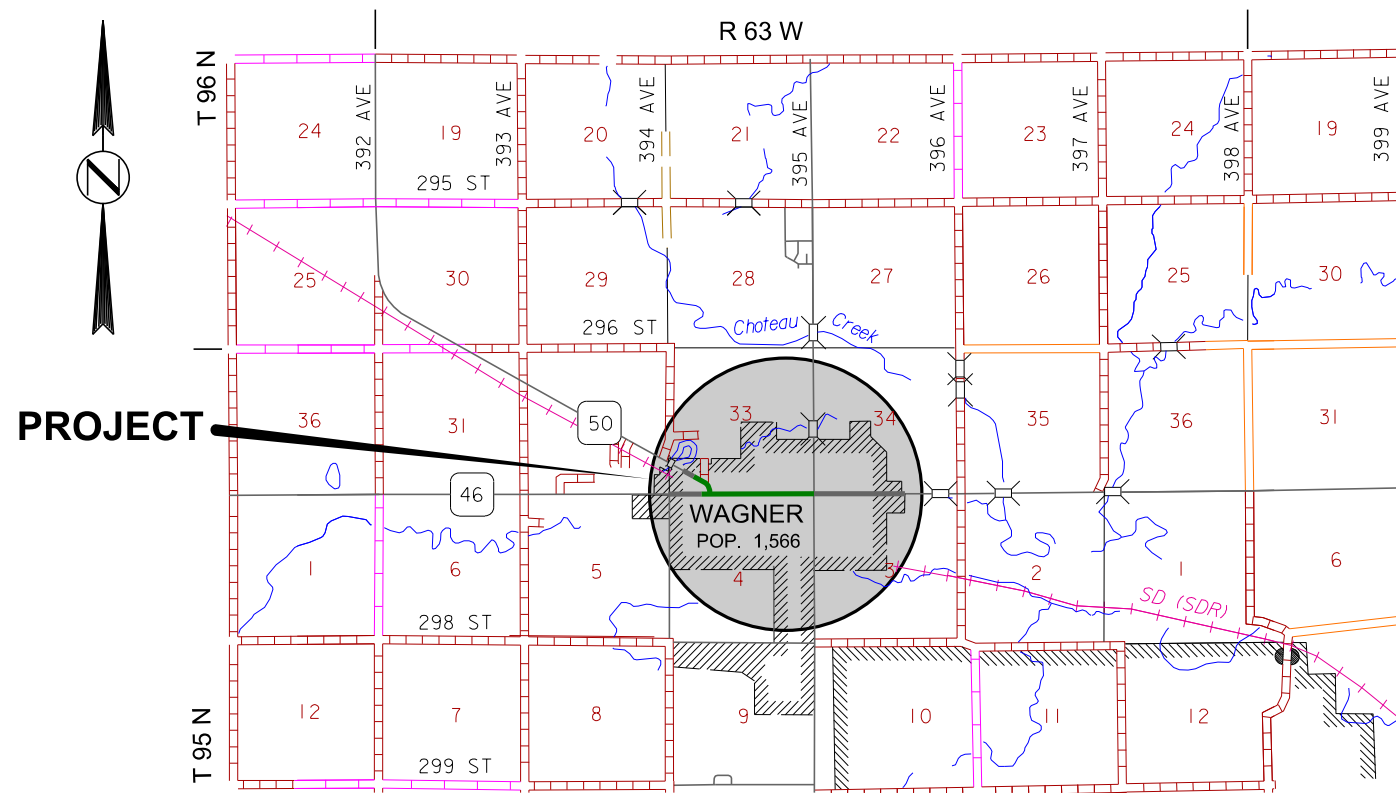 R 63 W
T 96 N
392 AVE
393 AVE
394 AVE
395 AVE
396 AVE
397 AVE
398 AVE
399 AVE
24
19
20
21
22
23
24
19
295 ST
N
25
30
29
28
27
26
25
30
296 ST
Choteau Creek
36
31
33
34
35
36
31
PROJECT
50
46
WAGNER
POP. 1,566
1
6
5
4
3
2
1
6
SD (SDR)
298 ST
12
7
8
9
10
11
12
T 95 N
299 ST